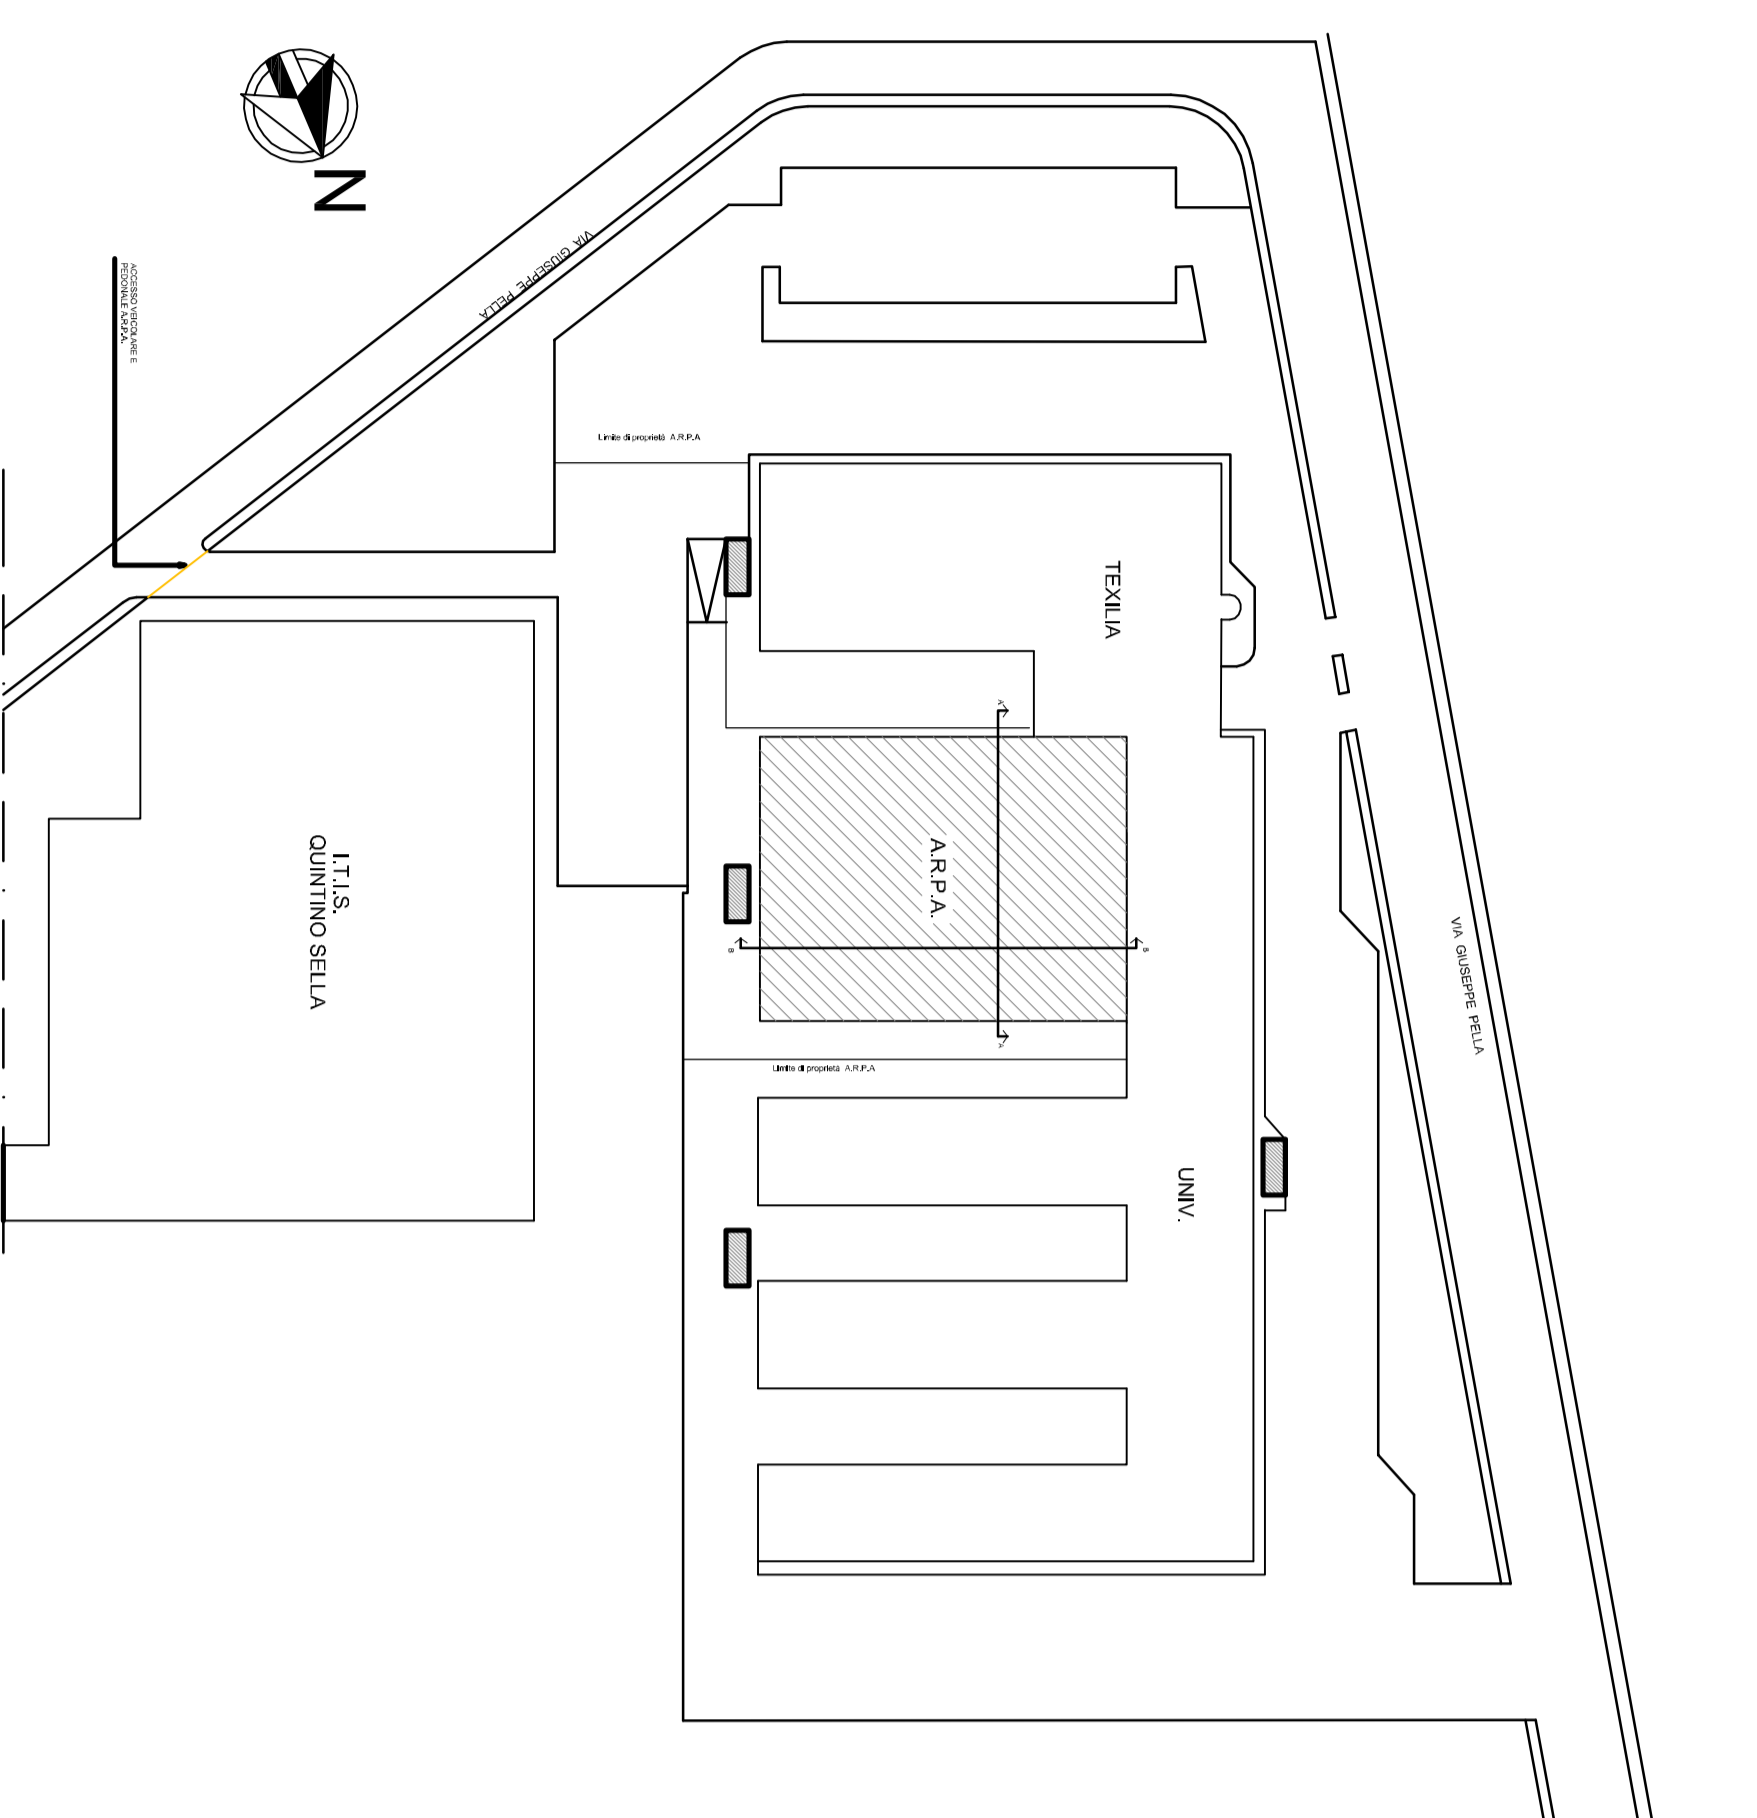 N
VIA GIUSEPPE PELLA
ACCESSO VEICOLARE E
PEDONALE A.R.P.A.
Limite di proprietà A.R.P.A
TEXILIA
A
A.R.P.A.
B
B
A
I.T.I.S.
QUINTINO SELLA
VIA GIUSEPPE PELLA
Limite di proprietà A.R.P.A
UNIV.